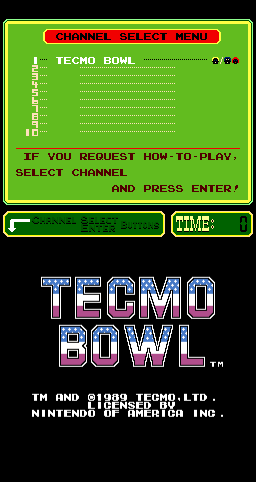 CHANNEL SELECT MENU
1 TECMO BOWL
2
3
4
5
6
7
8
9
10
IF YOU REQUEST HOW-TO-PLAY,
SELECT CHANNEL
AND PRESS ENTER!
CHANNEL SELECT
ENTER BUTTONS
TIME: 0
TECMO
BOWL™
TM AND ©1989 TECMO,LTD.
LICENSED BY
NINTENDO OF AMERICA INC.